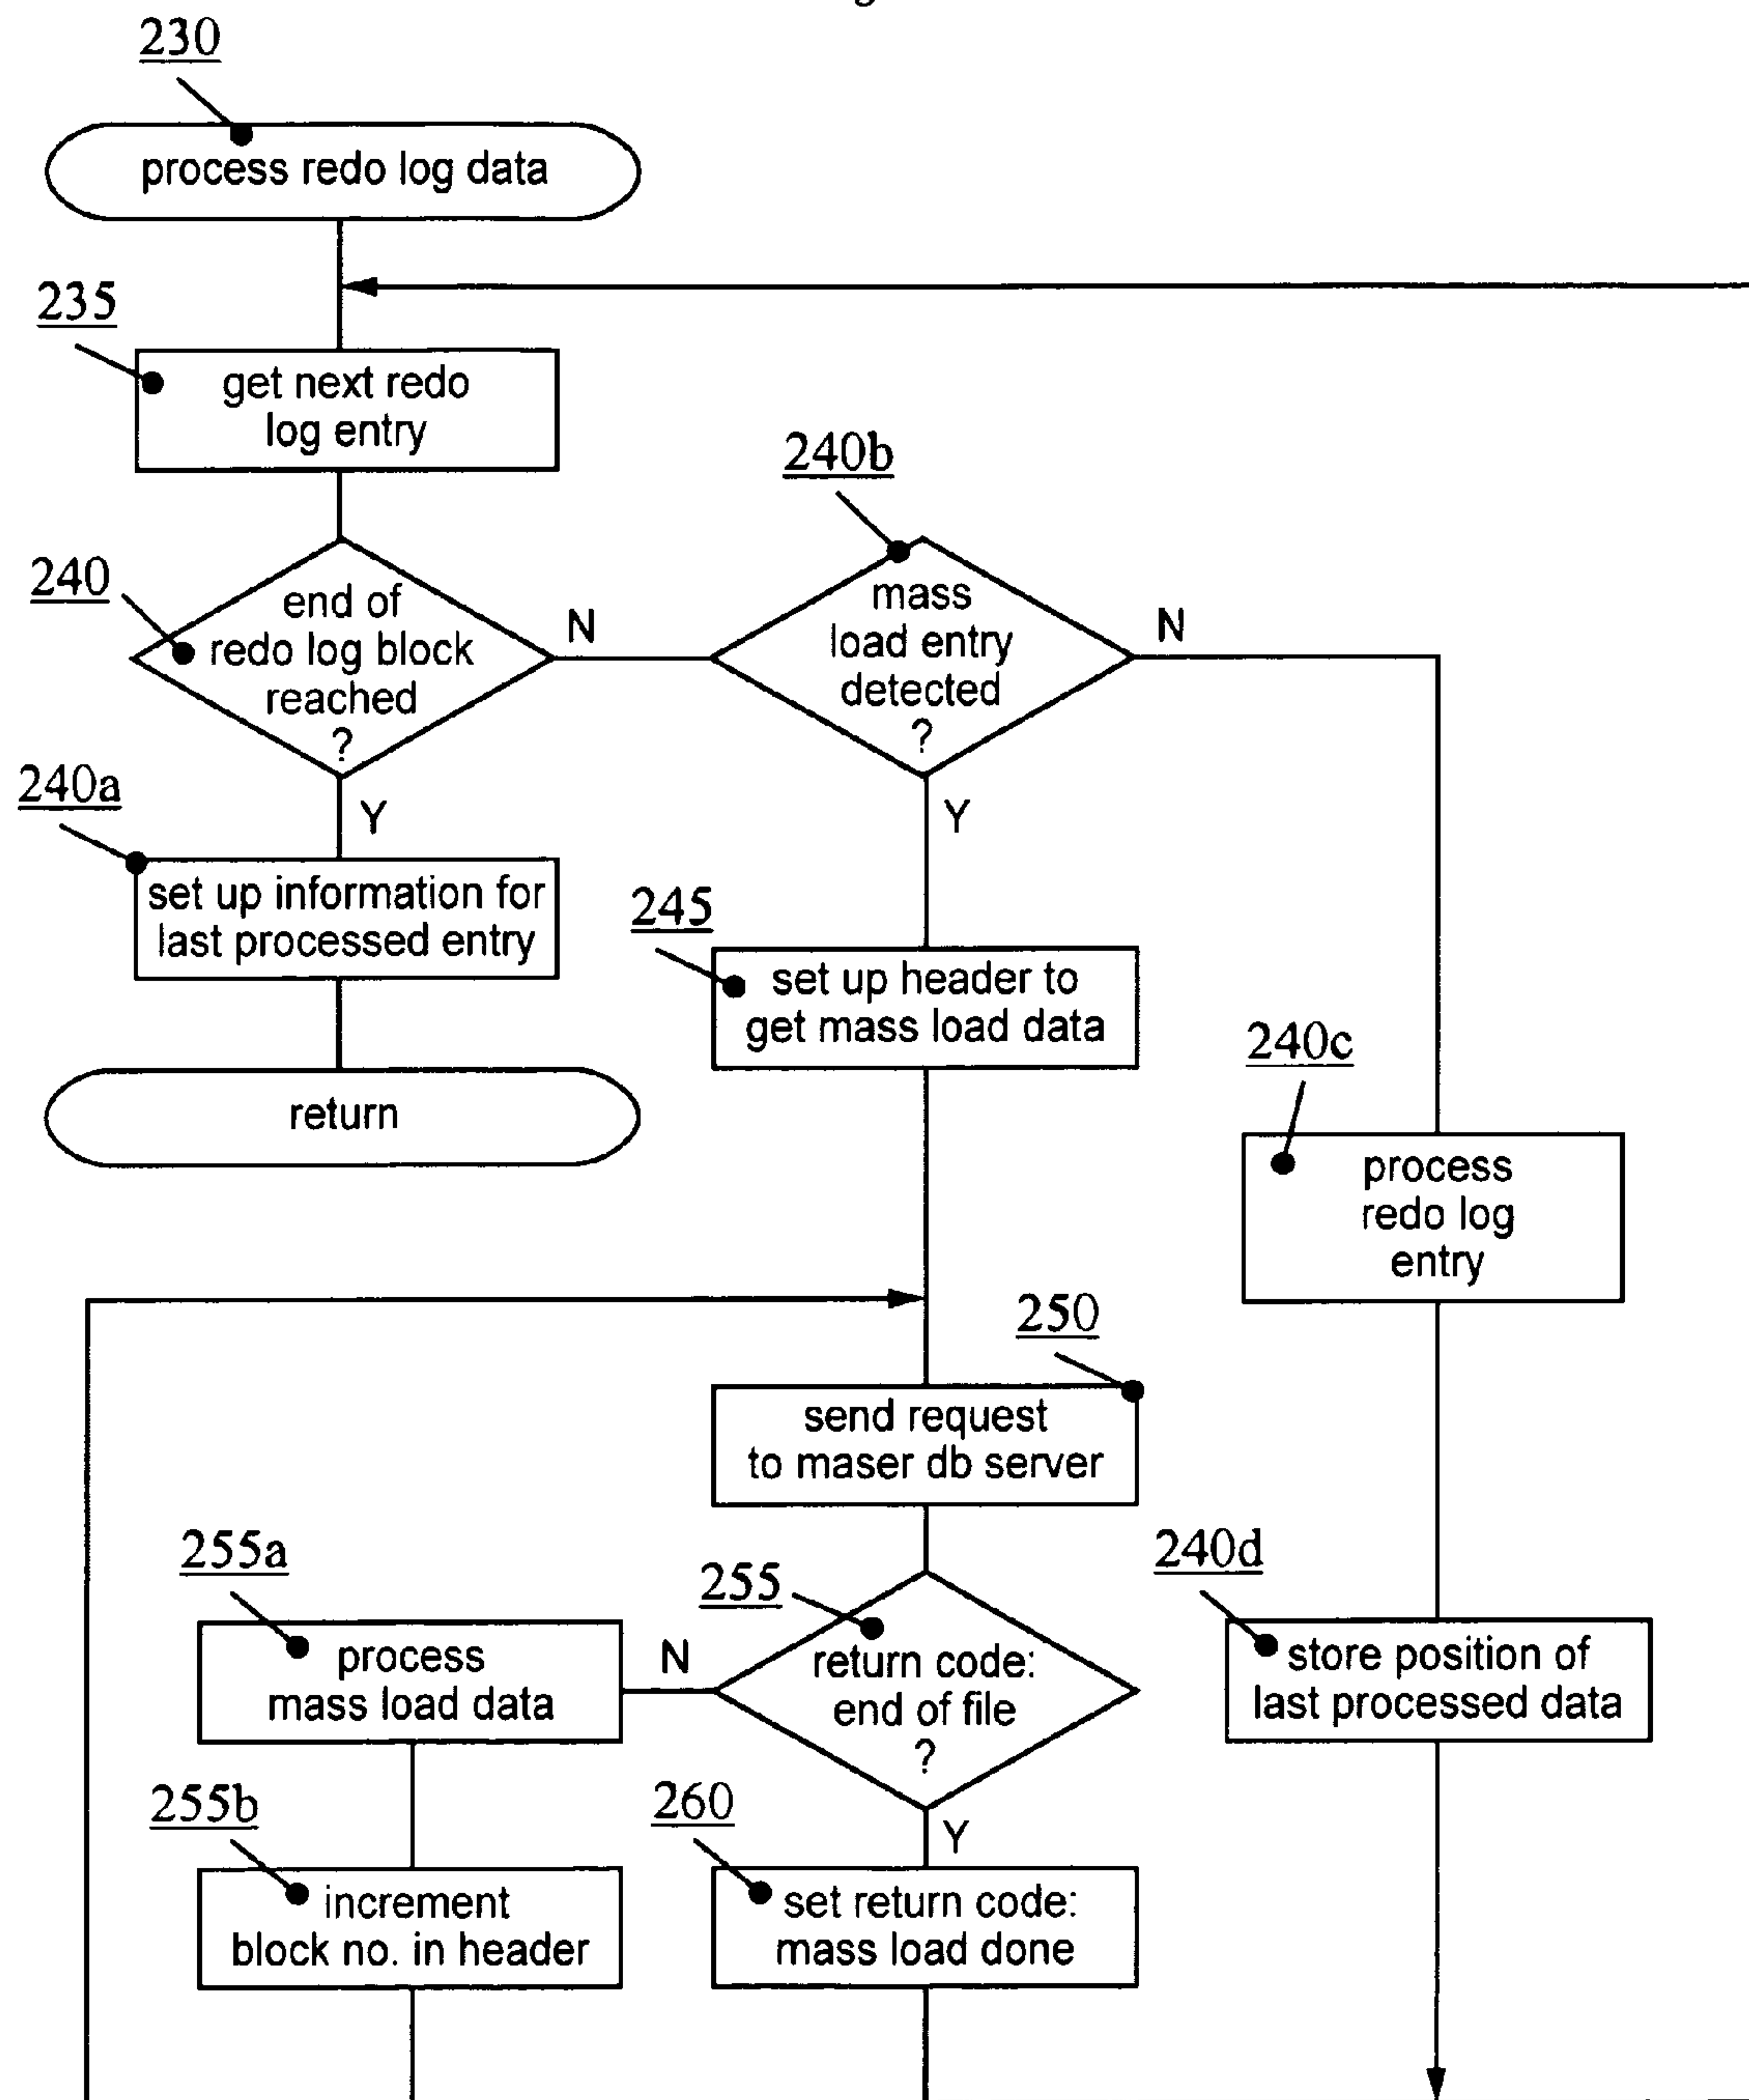 230
process redo log data
235
get next redo
log entry
240b
240
end of
redo log block
reached
?
N
mass
load entry
detected
?
N
240a
Y
Y
set up information for
last processed entry
245
set up header to
get mass load data
240c
return
process
redo log
entry
250
send request
to maser db server
255a
255
240d
process
mass load data
N
return code:
end of file
?
store position of
last processed data
255b
260
Y
increment
block no. in header
set return code:
mass load done